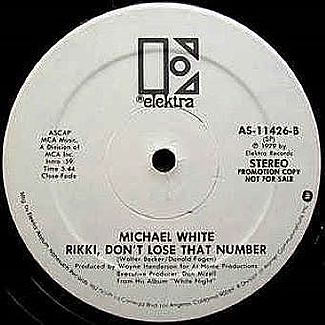 elektra
ASCAP
MCA Music,
A Division of
MCA Inc.
Intro :39
Time 3:44
Close-Fade
AS-11426-B
(SP)
℗ 1979 by
Elektra Records
STEREO
PROMOTION COPY
NOT FOR SALE
MICHAEL WHITE
RIKKI, DON'T LOSE THAT NUMBER
(Walter Becker/Donald Fagen)
Produced by Wayne Henderson for At Home Productions
Executive Producer: Don Mizell
From His Album "White Night"